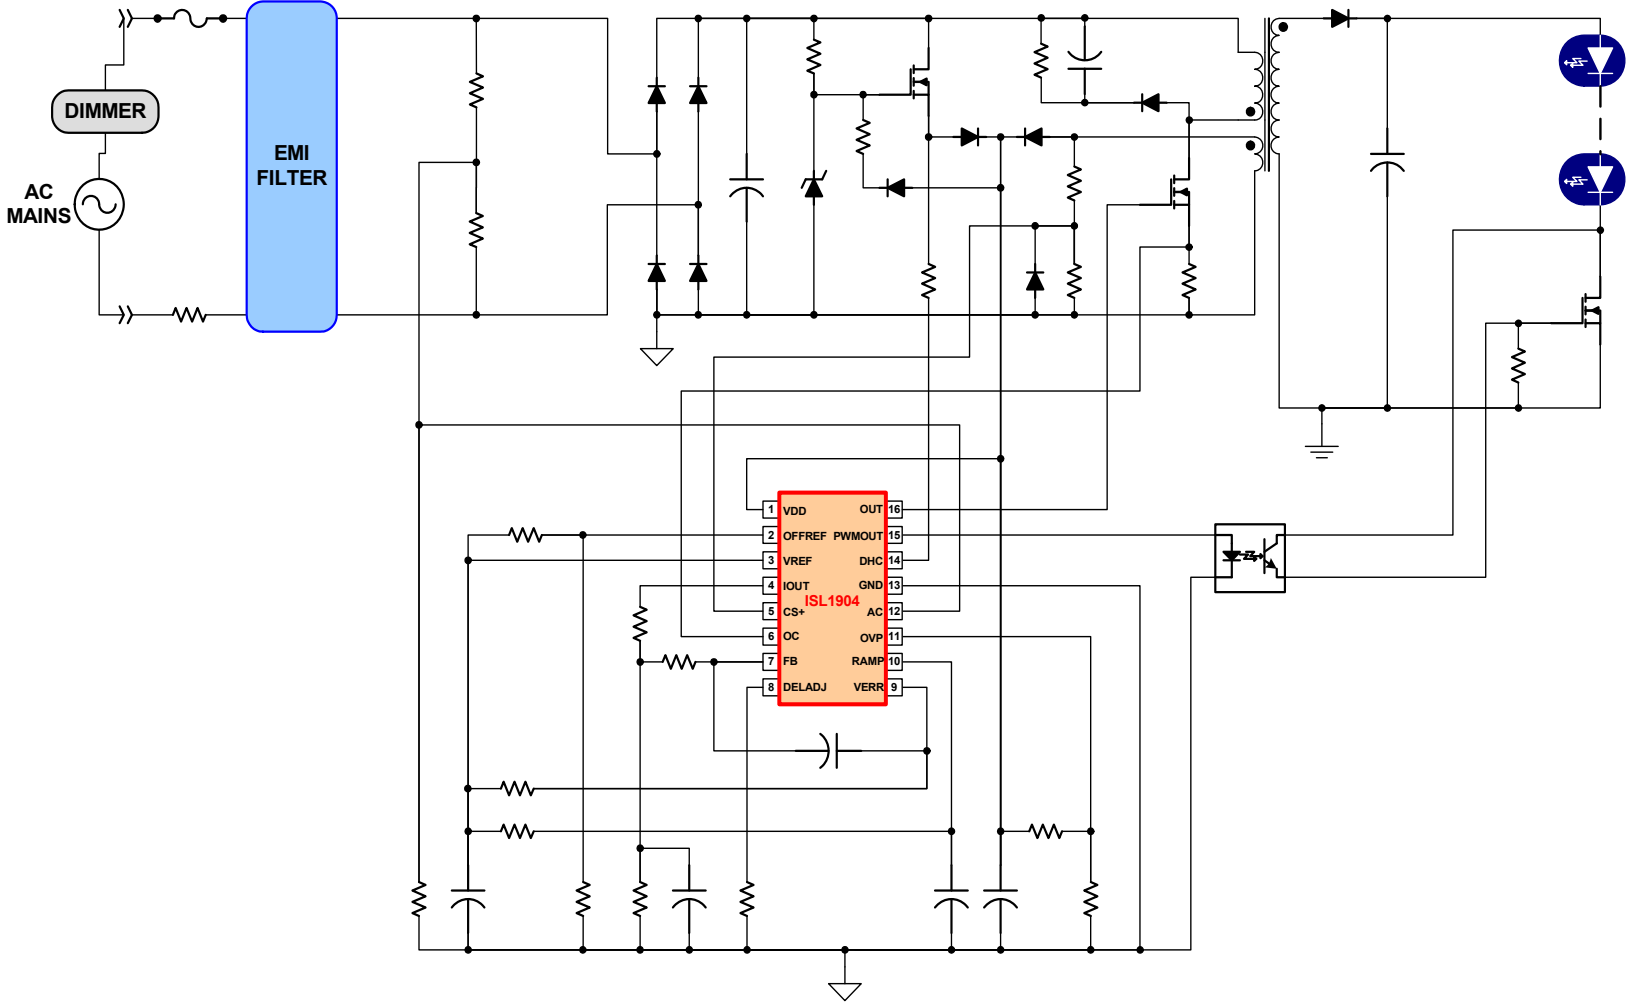 DIMMER
AC
MAINS
EMI
FILTER
1 VDD
2 OFFREF
3 VREF
4 IOUT
5 CS+
6 OC
7 FB
8 DELADJ
ISL1904
OUT 16
PWMOUT 15
DHC 14
GND 13
AC 12
OVP 11
RAMP 10
VERR 9